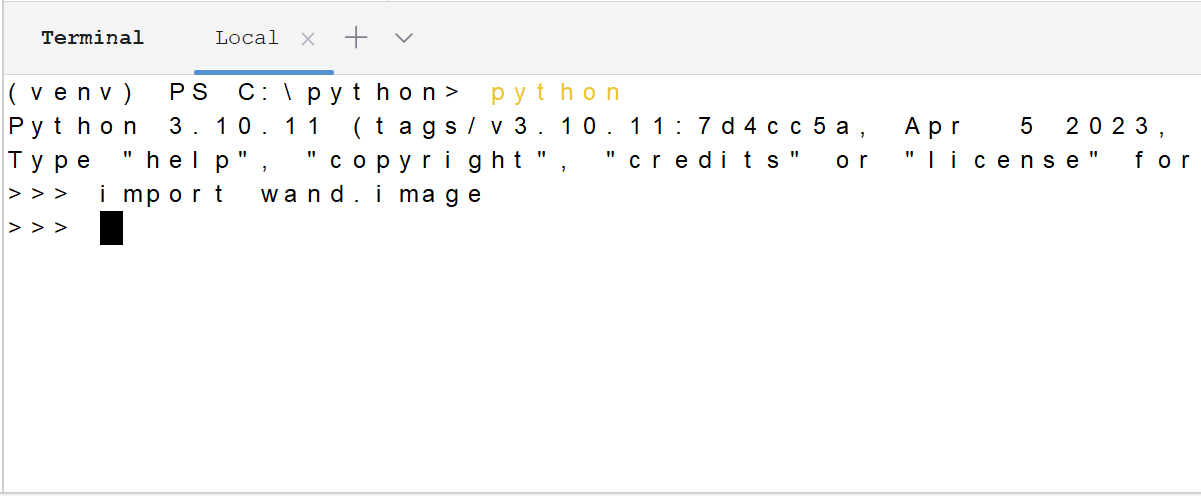 Terminal Local
(venv) PS C:\python> python
Python 3.10.11 (tags/v3.10.11:7d4cc5a, Apr  5 2023,
Type "help", "copyright", "credits" or "license" for
>>> import wand.image
>>>